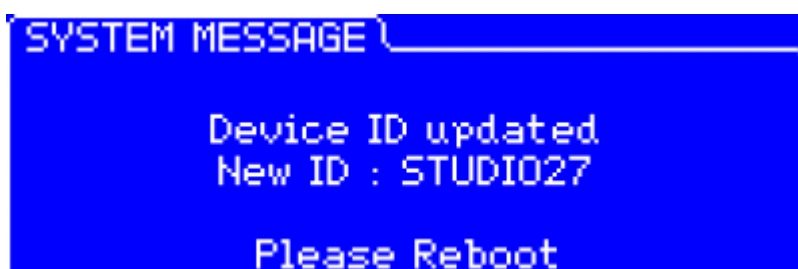 SYSTEM MESSAGE
Device ID updated
New ID : STUDIO27
Please Reboot